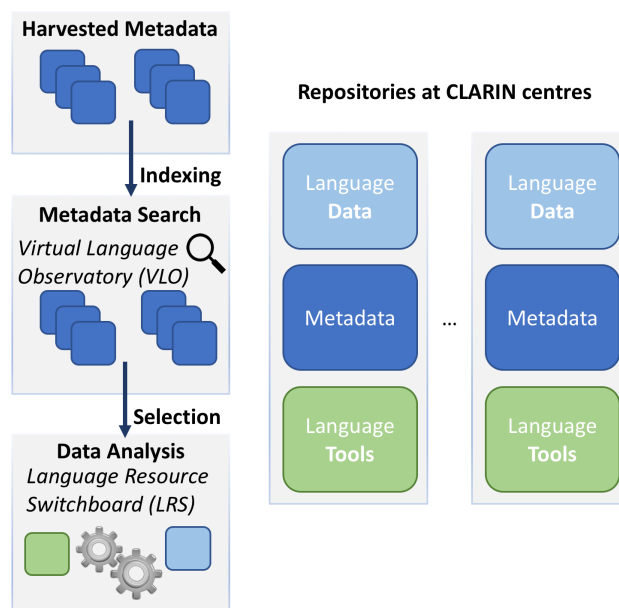 Harvested Metadata
Indexing
Metadata Search
Virtual Language
Observatory (VLO)
Selection
Data Analysis
Language Resource
Switchboard (LRS)
Repositories at CLARIN centres
Language
Data
Metadata
Language
Tools
...
Language
Data
Metadata
Language
Tools